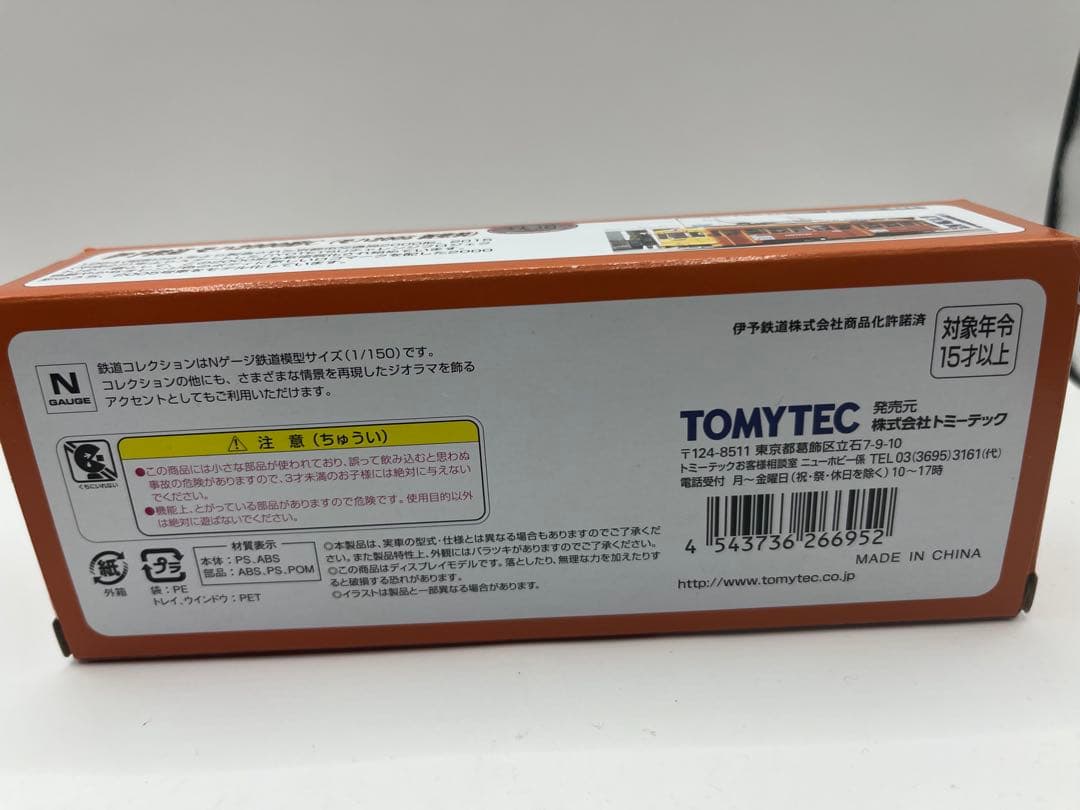 N
GAUGE
鉄道コレクションはNゲージ鉄道模型サイズ(1/150)です。
コレクションの他にも、さまざまな情景を再現したジオラマを飾る
アクセントとしてもご利用いただけます。
くちにいれない
注 意 (ちゅうい)
●この商品には小さな部品が使われており、誤って飲み込むと思わぬ
事故の危険がありますので、3才未満のお子様には絶対に与えない
でください。
●機能上、とがっている部品がありますので危険です。使用目的以外
は絶対に遊ばないでください。
紙
外箱
プラ
袋:PE
トレイ、ウインドウ:PET
材質表示
本体:PS、ABS
部品:ABS、PS、POM
◎本製品は、実車の型式・仕様とは異なる場合もありますのでご了承くだ
さい。また製品特性上、外観にはバラツキがありますのでご了承ください。
◎この商品はディスプレイモデルです。落としたり、無理な力を加えたりす
ると破損する恐れがあります。
◎イラストは製品と一部異なる場合があります。
伊予鉄道株式会社商品化許諾済
対象年令
15才以上
TOMYTEC
発売元
株式会社トミーテック
〒124-8511 東京都葛飾区立石7-9-10
トミーテックお客様相談室 ニューホビー係 TEL 03(3695)3161(代)
電話受付 月〜金曜日(祝・祭・休日を除く) 10〜17時
4 543736 266952
MADE IN CHINA
http://www.tomytec.co.jp